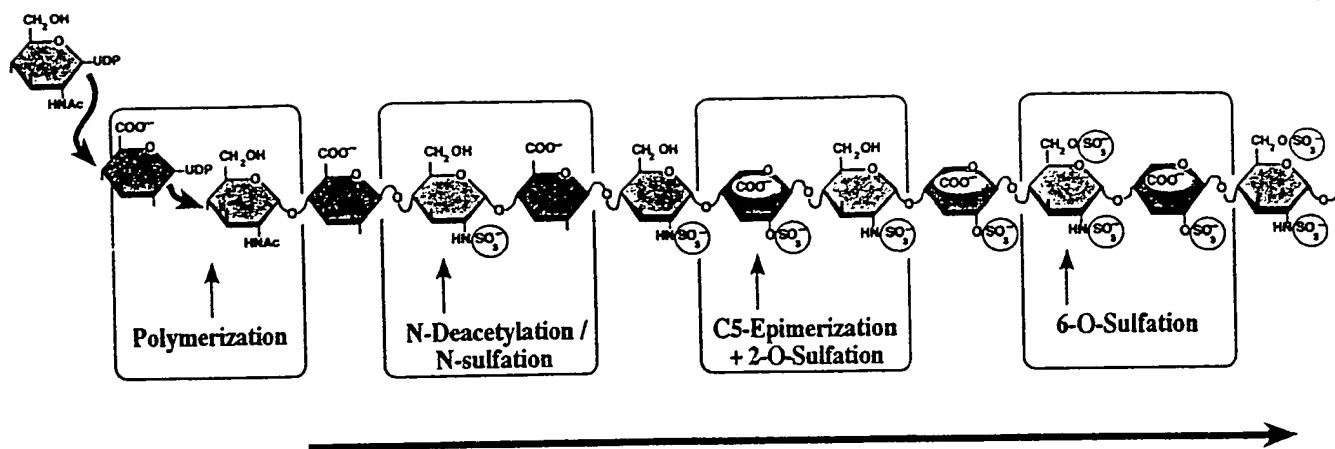 CH₂OH
O
UDP
HNAc
COO⁻
O
UDP
CH₂OH
O
HNAc
O
COO⁻
O
O
CH₂OH
O
HN SO₃⁻
O
COO⁻
O
O
CH₂OH
O
HN SO₃⁻
O
O
COO⁻
O SO₃⁻
O
CH₂OH
O
HN SO₃⁻
O
O
COO⁻
O SO₃⁻
O
CH₂O SO₃⁻
O
HN SO₃⁻
O
O
COO⁻
O SO₃⁻
O
CH₂O SO₃⁻
O
HN SO₃⁻
O
Polymerization
N-Deacetylation /
N-sulfation
C5-Epimerization
+ 2-O-Sulfation
6-O-Sulfation